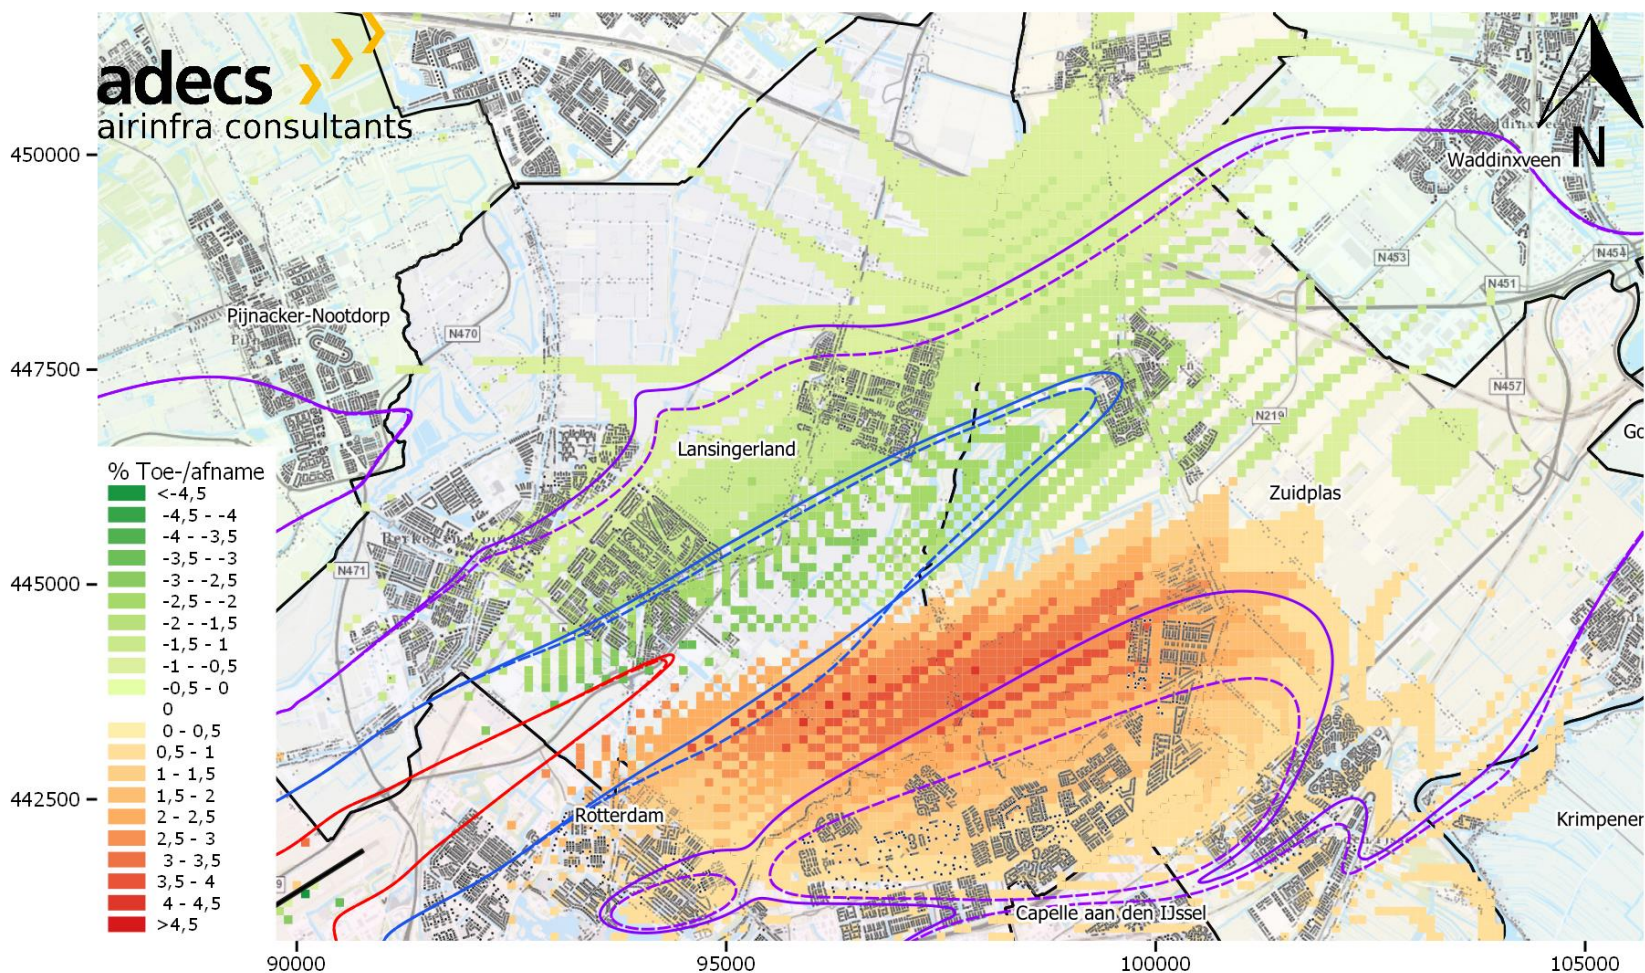 adecs
airinfra consultants
N
450000
447500
445000
442500
90000
95000
100000
105000
Waddinxveen
N453
N454
N451
Pijnacker-Nootdorp
N470
N457
N219
Lansingerland
Zuidplas
N471
Rotterdam
Krimpener
Capelle aan den IJssel
% Toe-/afname
<-4,5
-4,5 - -4
-4 - -3,5
-3,5 - -3
-3 - -2,5
-2,5 - -2
-2 - -1,5
-1,5 - 1
-1 - -0,5
-0,5 - 0
0
0 - 0,5
0,5 - 1
1 - 1,5
1,5 - 2
2 - 2,5
2,5 - 3
3 - 3,5
3,5 - 4
4 - 4,5
>4,5